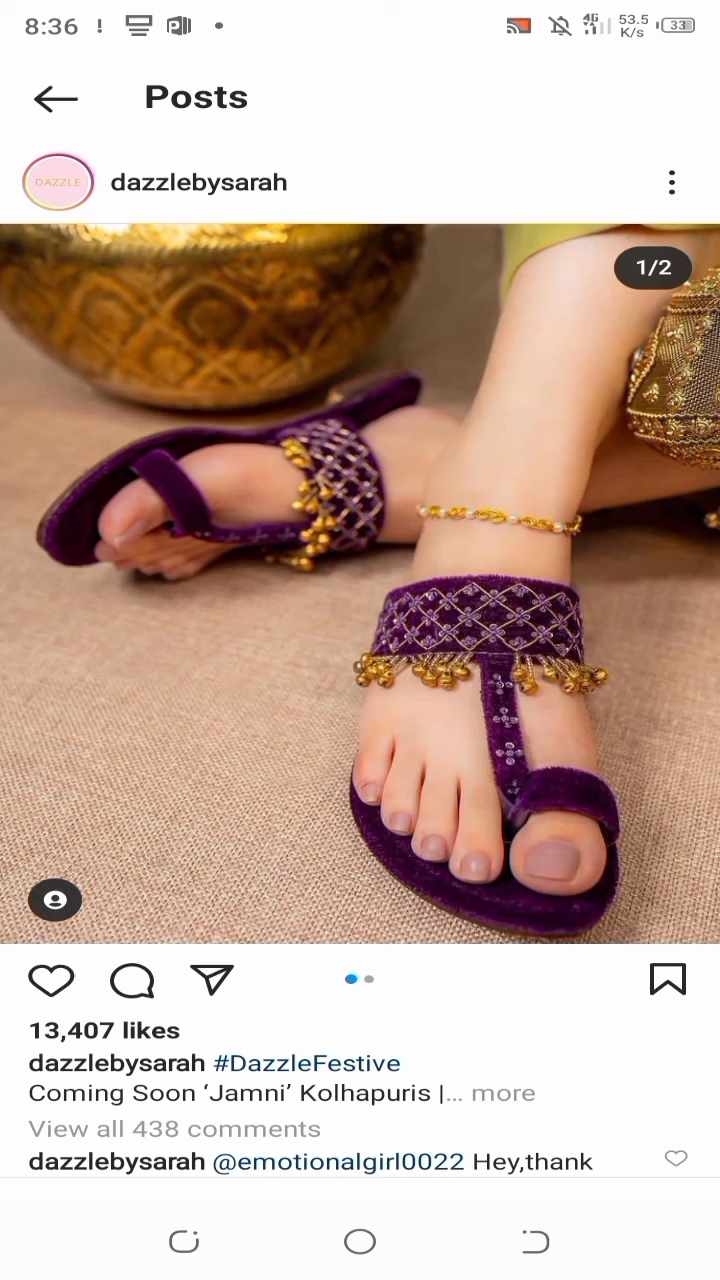 8:36 ! 4G 53.5 K/s 33
Posts
DAZZLE dazzlebysarah
1/2
13,407 likes
dazzlebysarah #DazzleFestive
Coming Soon ‘Jamni’ Kolhapuris |... more
View all 438 comments
dazzlebysarah @emotionalgirl0022 Hey,thank